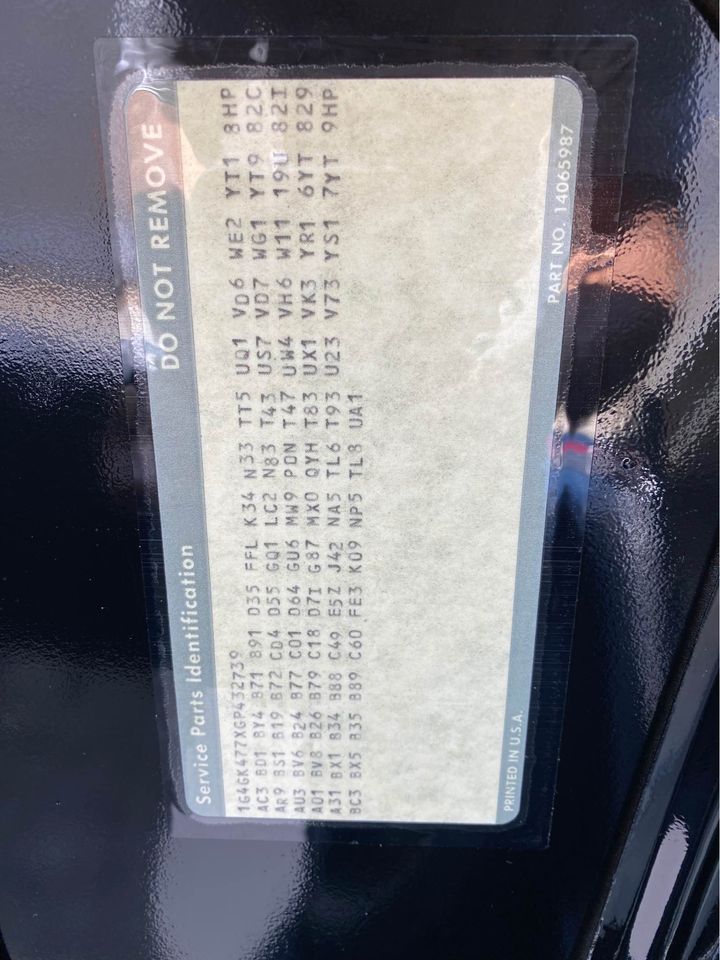 Service Parts Identification DO NOT REMOVE
1G4GK477XGP432739
AC3 BD1 BY4 B71 B91 D35 FFL K34 N33 TT5 UQ1 VD6 WE2 YT1 8HP
AR9 BS1 B19 B72 CD4 D55 GQ1 LC2 N83 T43 US7 VD7 WG1 YT9 82C
AU3 BV6 B24 B77 C01 D64 GU6 MW9 PDN T47 UW4 VH6 W11 19U 82I
A01 BV8 B26 B79 C18 D7I G87 MX0 QYH T83 UX1 VK3 YR1 6YT 829
A31 BX1 B34 B88 C49 E5Z J42 NA5 TL6 T93 U23 V73 YS1 7YT 9HP
BC3 BX5 B35 B89 C60 FE3 K09 NP5 TL8 UA1
PRINTED IN U.S.A. PART NO. 14065987